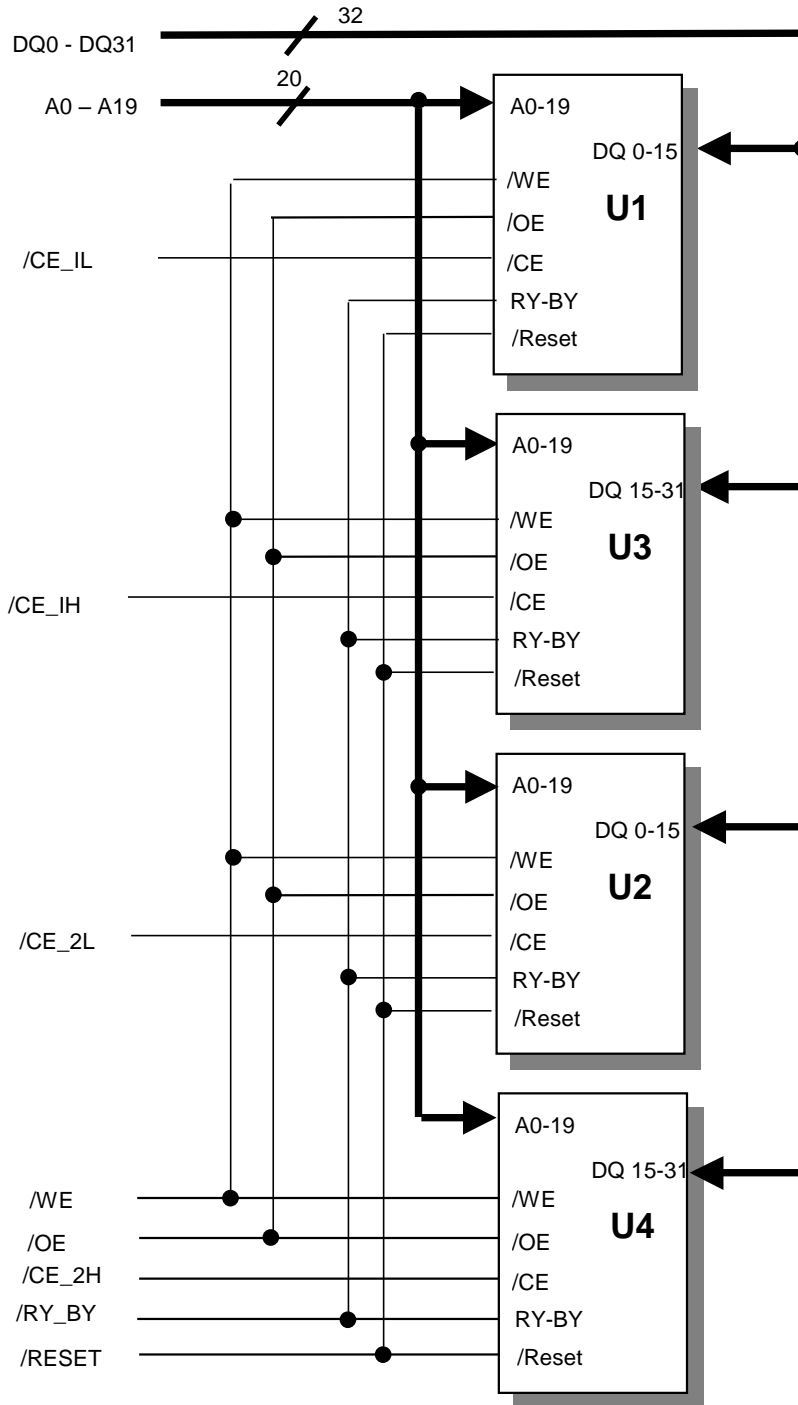 32
DQ0 - DQ31
20
A0 – A19
A0-19
DQ 0-15
/WE
U1
/OE
/CE_IL
/CE
RY-BY
/Reset
A0-19
DQ 15-31
/WE
U3
/OE
/CE_IH
/CE
RY-BY
/Reset
A0-19
DQ 0-15
/WE
U2
/OE
/CE_2L
/CE
RY-BY
/Reset
A0-19
DQ 15-31
/WE
/WE
U4
/OE
/OE
/CE_2H
/CE
/RY_BY
RY-BY
/RESET
/Reset